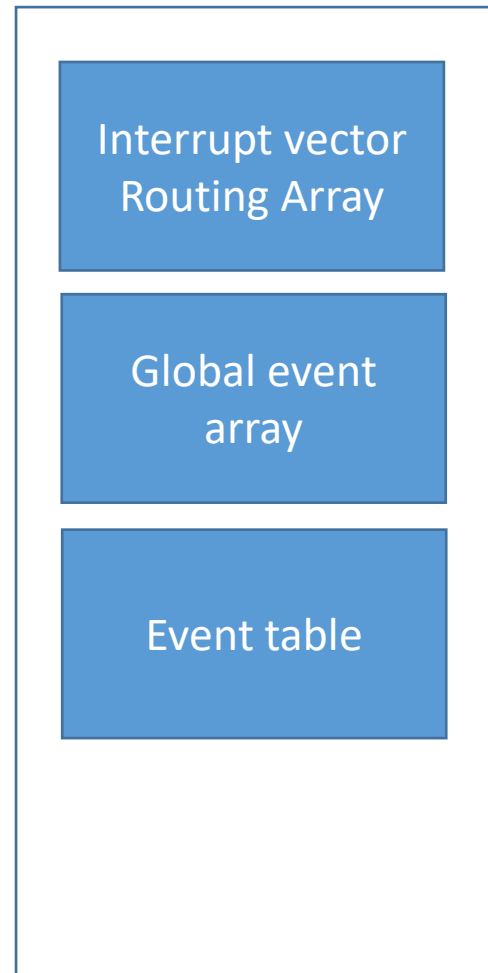 Interrupt vector
Routing Array
Global event
array
Event table